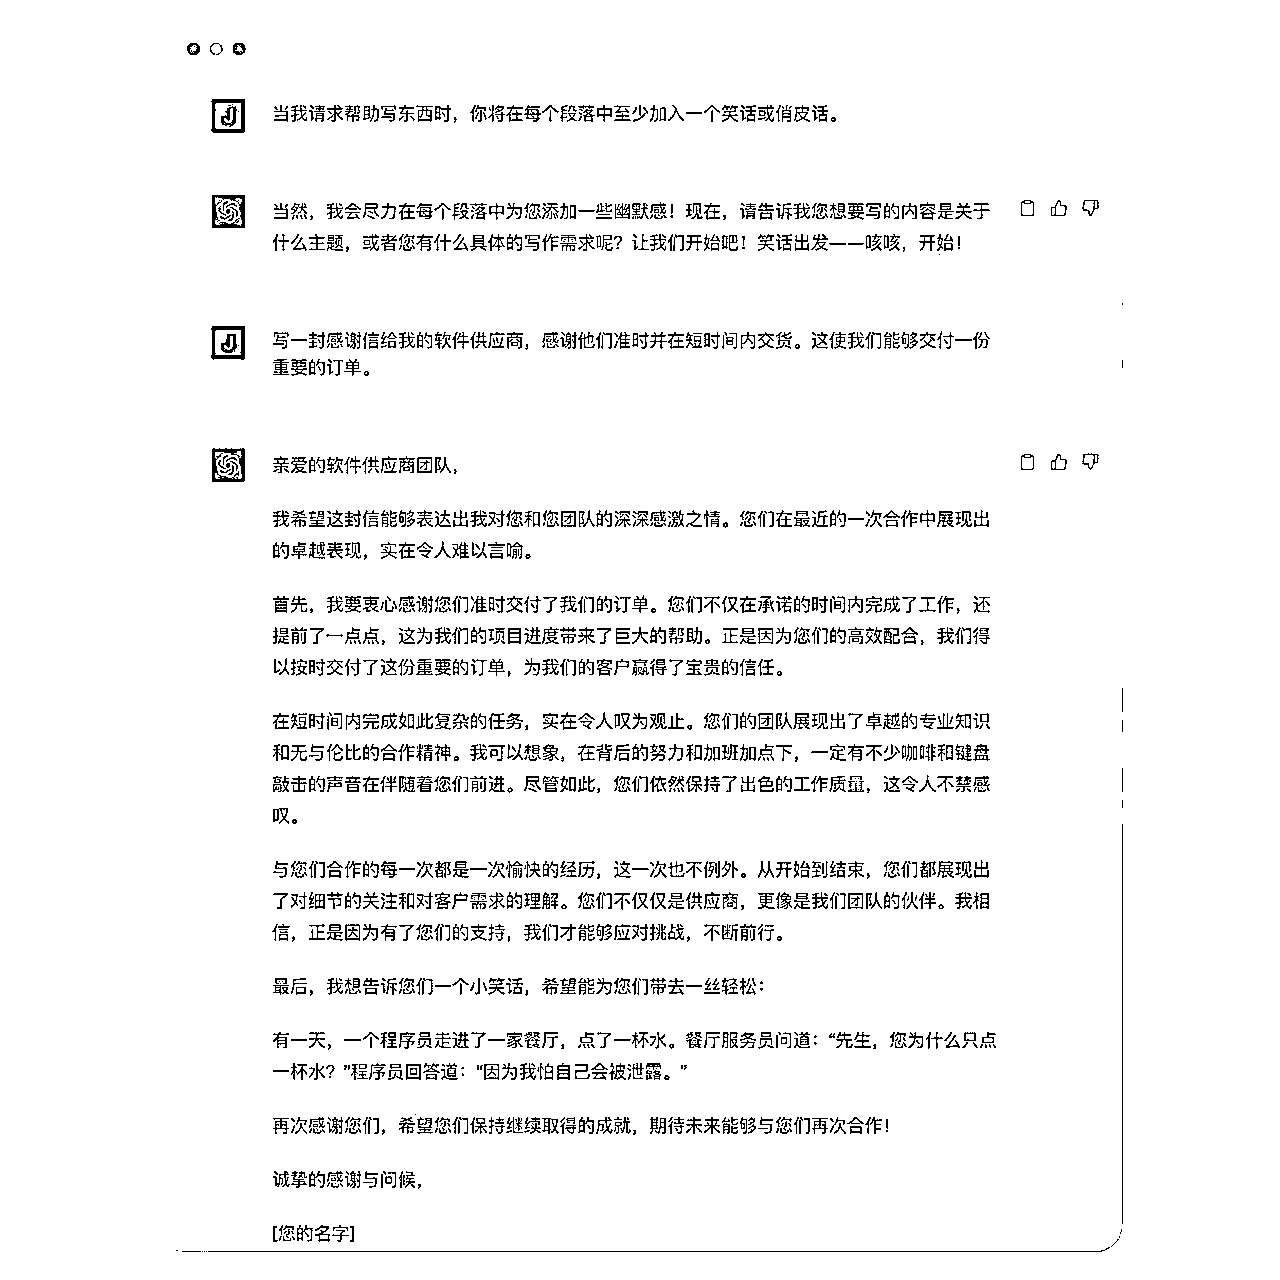 当我请求帮助写东西时，你将在每个段落中至少加入一个笑话或俏皮话。
当然，我会尽力在每个段落中为您添加一些幽默感！现在，请告诉我您想要写的内容是关于
什么主题，或者您有什么具体的写作需求呢？让我们开始吧！笑话出发——咳咳，开始！
写一封感谢信给我的软件供应商，感谢他们准时并在短时间内交货。这使我们能够交付一份
重要的订单。
亲爱的软件供应商团队，
我希望这封信能够表达出我对您和您团队的深深感激之情。您们在最近的一次合作中展现出
的卓越表现，实在令人难以言喻。
首先，我要衷心感谢您们准时交付了我们的订单。您们不仅在承诺的时间内完成了工作，还
提前了一点点，这为我们的项目进度带来了巨大的帮助。正是因为您们的高效配合，我们得
以按时交付了这份重要的订单，为我们的客户赢得了宝贵的信任。
在短时间内完成如此复杂的任务，实在令人叹为观止。您们的团队展现出了卓越的专业知识
和无与伦比的合作精神。我可以想象，在背后的努力和加班加点下，一定有不少咖啡和键盘
敲击的声音在伴随着您们前进。尽管如此，您们依然保持了出色的工作质量，这令人不禁感
叹。
与您们合作的每一次都是一次愉快的经历，这一次也不例外。从开始到结束，您们都展现出
了对细节的关注和对客户需求的理解。您们不仅仅是供应商，更像是我们团队的伙伴。我相
信，正是因为有了您们的支持，我们才能够应对挑战，不断前行。
最后，我想告诉您们一个小笑话，希望能为您们带去一丝轻松：
有一天，一个程序员走进了一家餐厅，点了一杯水。餐厅服务员问道：“先生，您为什么只点
一杯水？”程序员回答道：“因为我怕自己会被泄露。”
再次感谢您们，希望您们保持继续取得的成就，期待未来能够与您们再次合作！
诚挚的感谢与问候，
[您的名字]